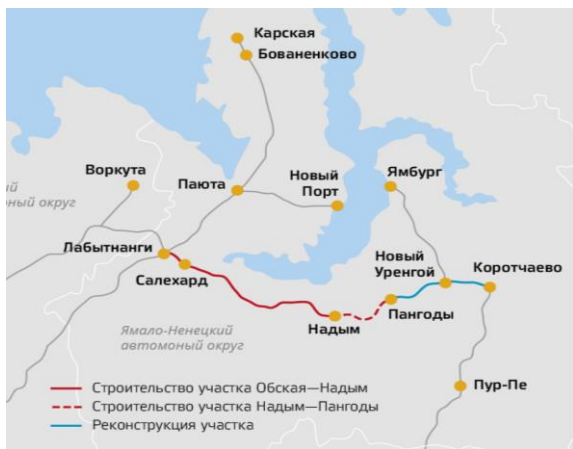 Карская
Бованенково
Воркута
Паюта
Новый
Порт
Ямбург
ий
оный округ
Лабытнанги
Салехард
Новый
Уренгой
Коротчаево
Надым
Пангоды
Ямало-Ненецкий
автомоный округ
Пур-Пе
Строительство участка Обская—Надым
Строительство участка Надым—Пангоды
Реконструкция участка